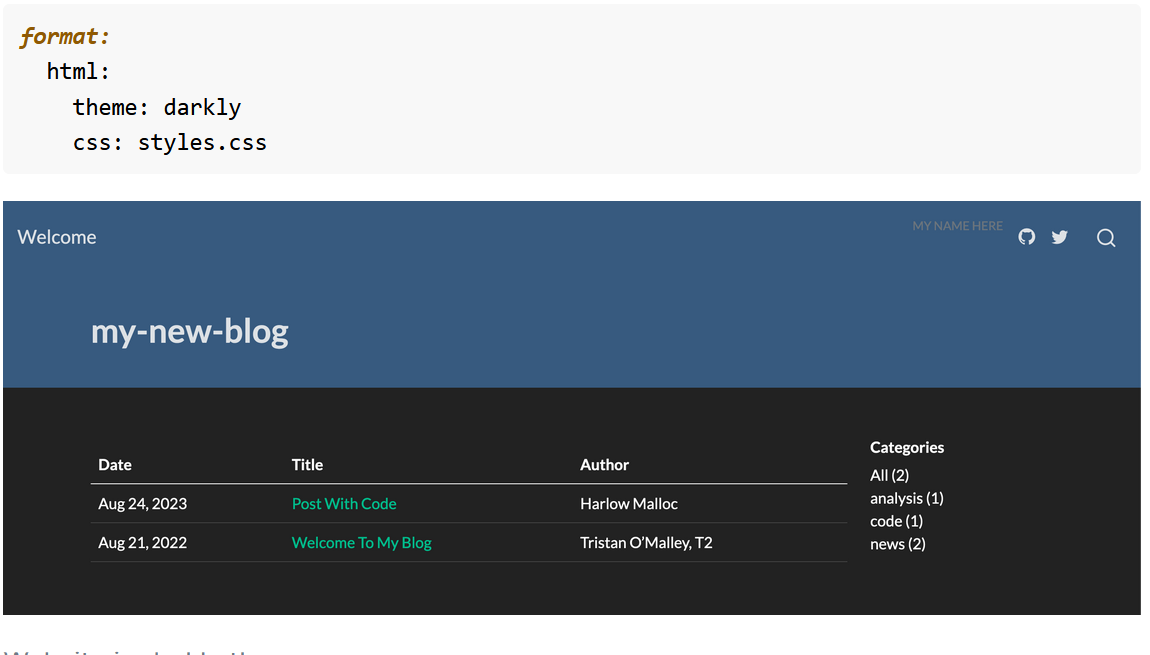 format:
html:
theme: darkly
css: styles.css
Welcome
MY NAME HERE
my-new-blog
Date Title Author
Aug 24, 2023 Post With Code Harlow Malloc
Aug 21, 2022 Welcome To My Blog Tristan O’Malley, T2
Categories
All (2)
analysis (1)
code (1)
news (2)